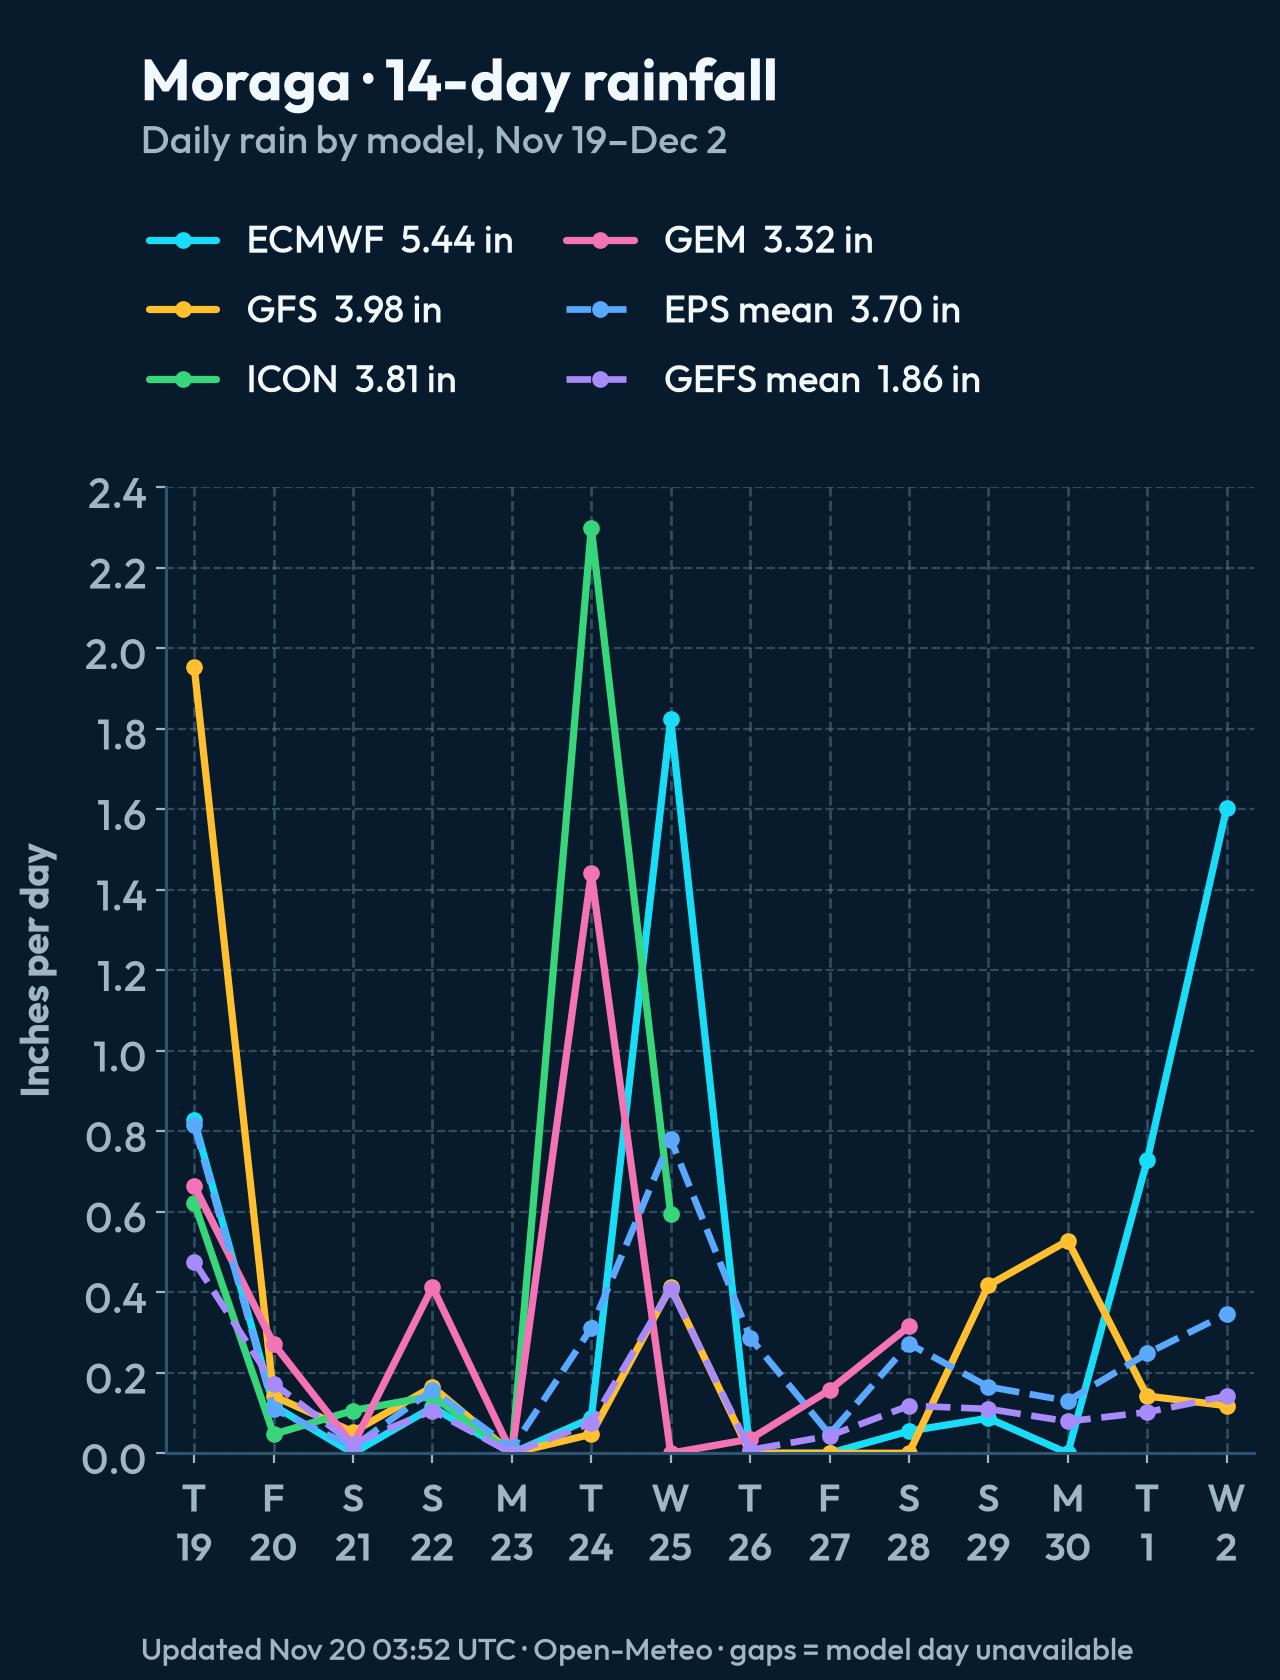 Moraga · 14-day rainfall
Daily rain by model, Nov 19–Dec 2
ECMWF 5.44 in
GEM 3.32 in
GFS 3.98 in
EPS mean 3.70 in
ICON 3.81 in
GEFS mean 1.86 in
Inches per day
2.4
2.2
2.0
1.8
1.6
1.4
1.2
1.0
0.8
0.6
0.4
0.2
0.0
T F S S M T W T F S S M T W
19 20 21 22 23 24 25 26 27 28 29 30 1 2
Updated Nov 20 03:52 UTC · Open-Meteo · gaps = model day unavailable